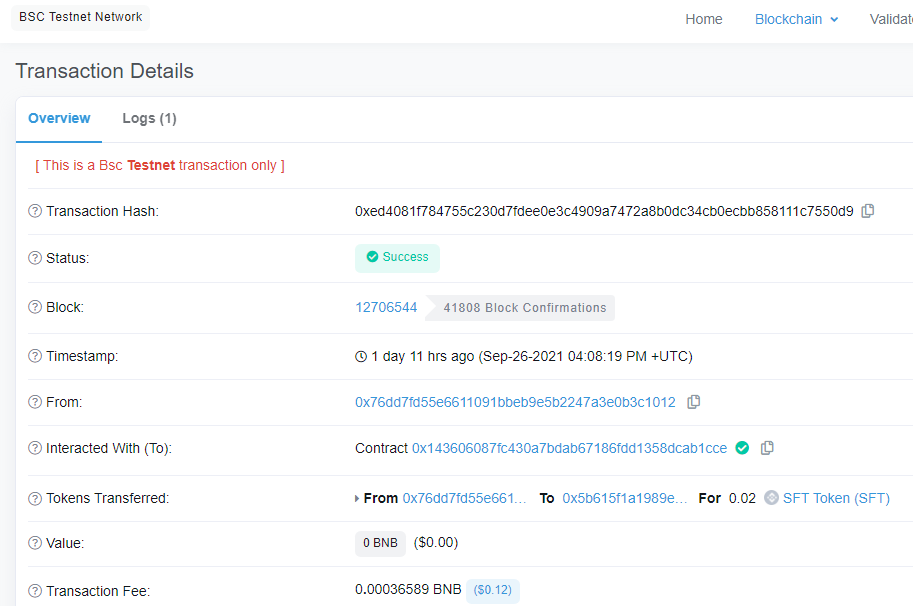 BSC Testnet Network
Home Blockchain
Transaction Details
Overview Logs (1)
[ This is a Bsc Testnet transaction only ]
Transaction Hash: 0xed4081f784755c230d7fdee0e3c4909a7472a8b0dc34cb0ecbb858111c7550d9
Status: Success
Block: 12706544 41808 Block Confirmations
Timestamp: 1 day 11 hrs ago (Sep-26-2021 04:08:19 PM +UTC)
From: 0x76dd7fd55e6611091bbeb9e5b2247a3e0b3c1012
Interacted With (To): Contract 0x143606087fc430a7bdab67186fdd1358dcab1cce
Tokens Transferred: From 0x76dd7fd55e661... To 0x5b615f1a1989e... For 0.02 SFT Token (SFT)
Value: 0 BNB ($0.00)
Transaction Fee: 0.00036589 BNB ($0.12)